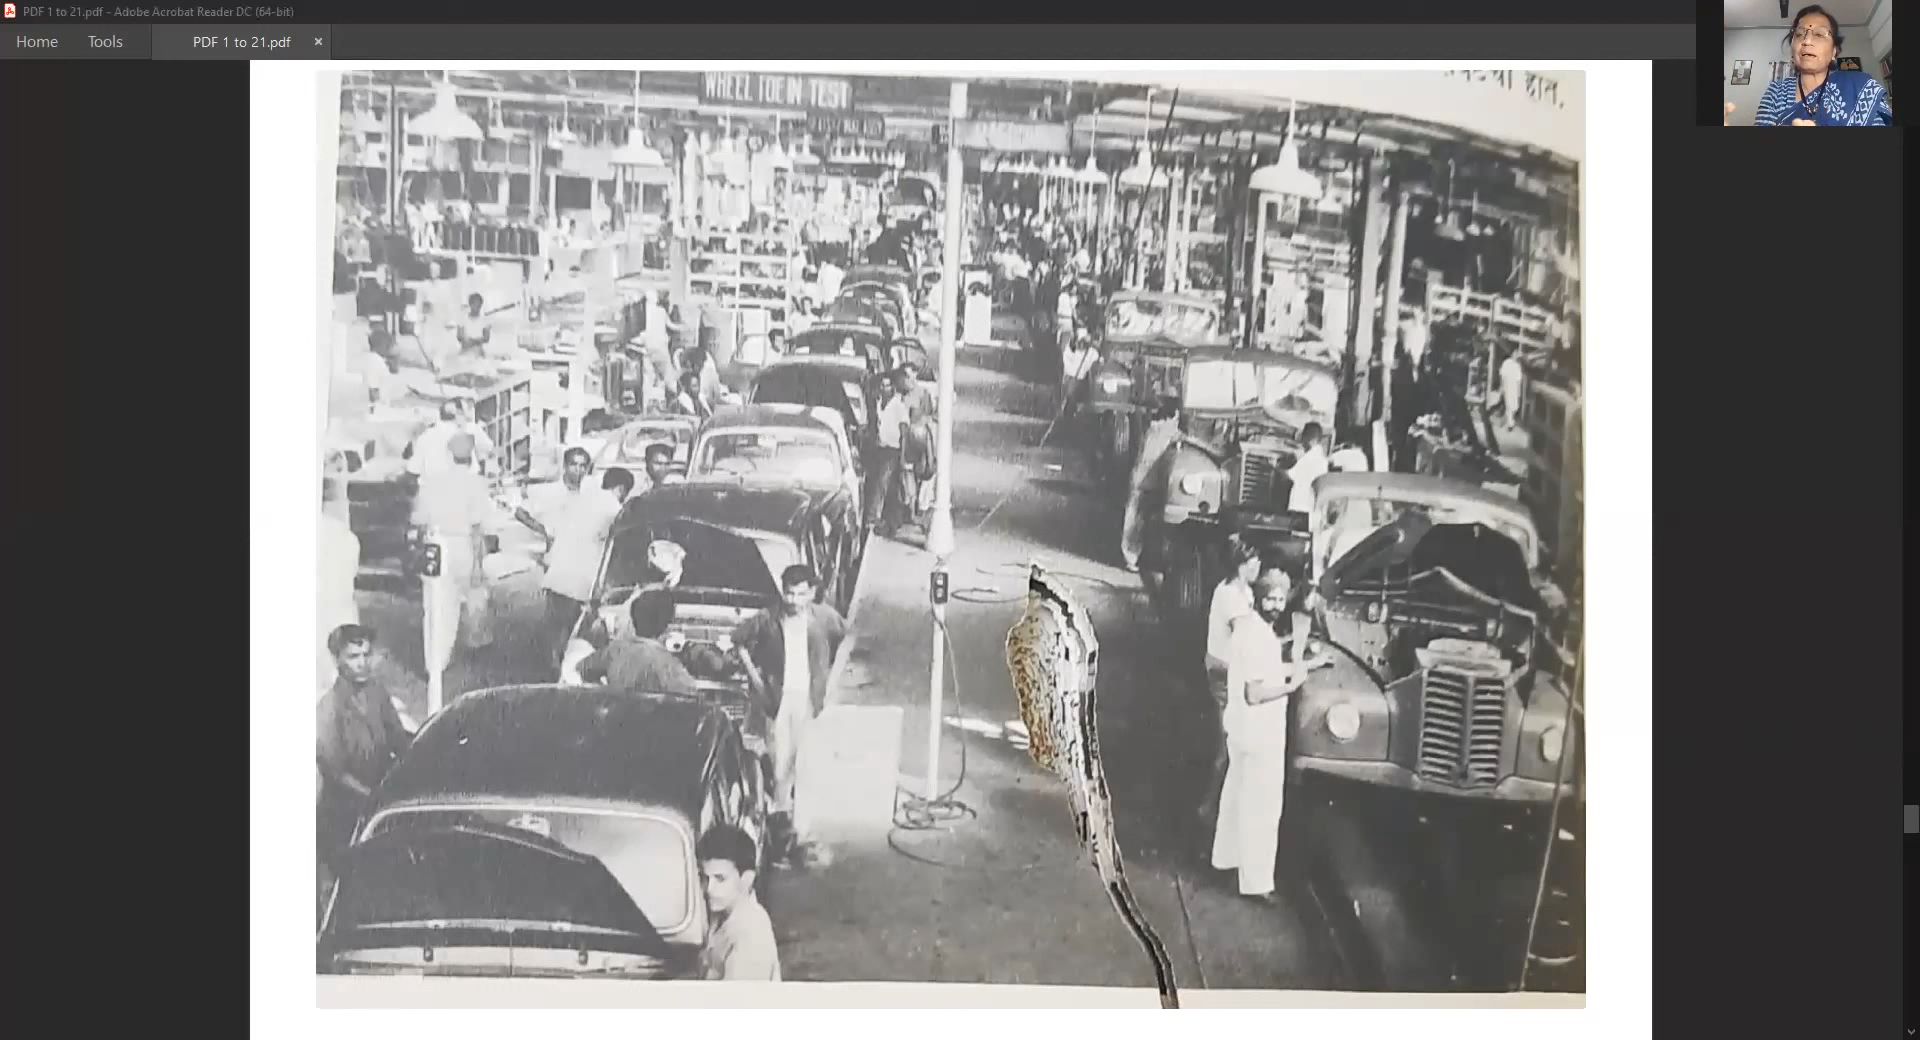 PDF 1 to 21.pdf - Adobe Acrobat Reader DC (64-bit)
Home
Tools
PDF 1 to 21.pdf
×
WHEEL TOE IN TEST